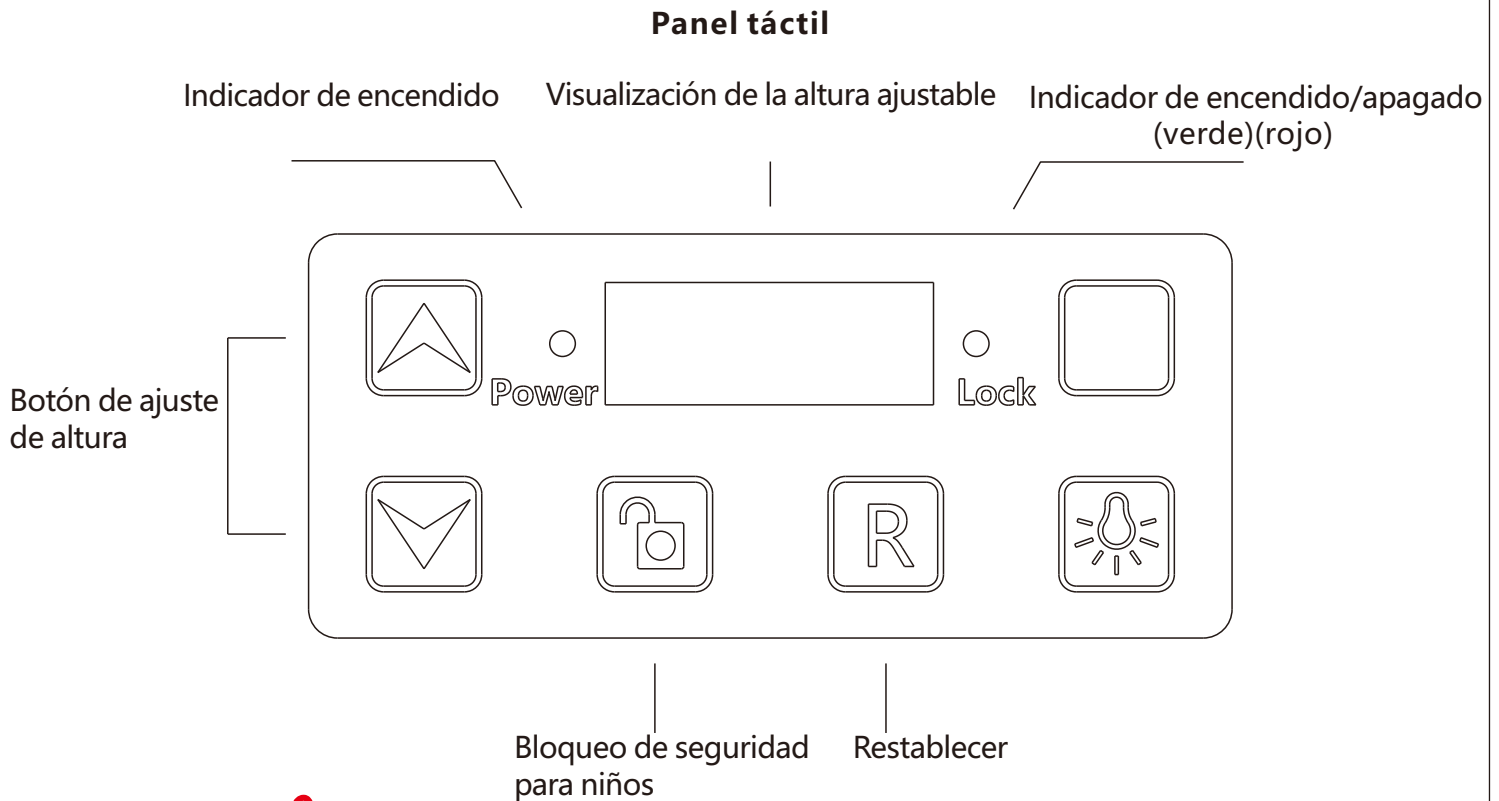 Panel táctil
Indicador de encendido
Visualización de la altura ajustable
Indicador de encendido/apagado
(verde)(rojo)
Power
Lock
Botón de ajuste
de altura
R
Bloqueo de seguridad
para niños
Restablecer